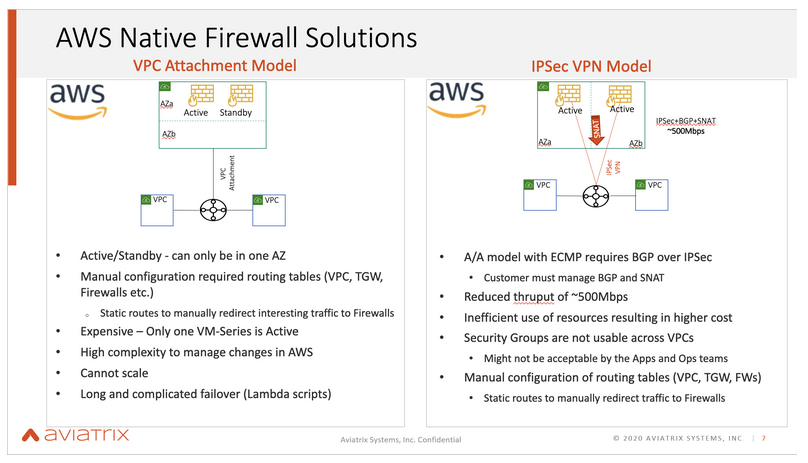 AWS Native Firewall Solutions
VPC Attachment Model
aws
AZa
Active
Standby
AZb
VPC
Attachment
VPC
VPC
• Active/Standby - can only be in one AZ
• Manual configuration required routing tables (VPC, TGW,
Firewalls etc.)
o Static routes to manually redirect interesting traffic to Firewalls
• Expensive – Only one VM-Series is Active
• High complexity to manage changes in AWS
• Cannot scale
• Long and complicated failover (Lambda scripts)
IPSec VPN Model
aws
Active
Active
SNAT
AZa
AZb
IPSec+BGP+SNAT
~500Mbps
IPSec
VPN
VPC
VPC
• A/A model with ECMP requires BGP over IPSec
• Customer must manage BGP and SNAT
• Reduced thruput of ~500Mbps
• Inefficient use of resources resulting in higher cost
• Security Groups are not usable across VPCs
• Might not be acceptable by the Apps and Ops teams
• Manual configuration of routing tables (VPC, TGW, FWs)
• Static routes to manually redirect traffic to Firewalls
aviatrix
Aviatrix Systems, Inc. Confidential
© 2020 AVIATRIX SYSTEMS, INC. | 7